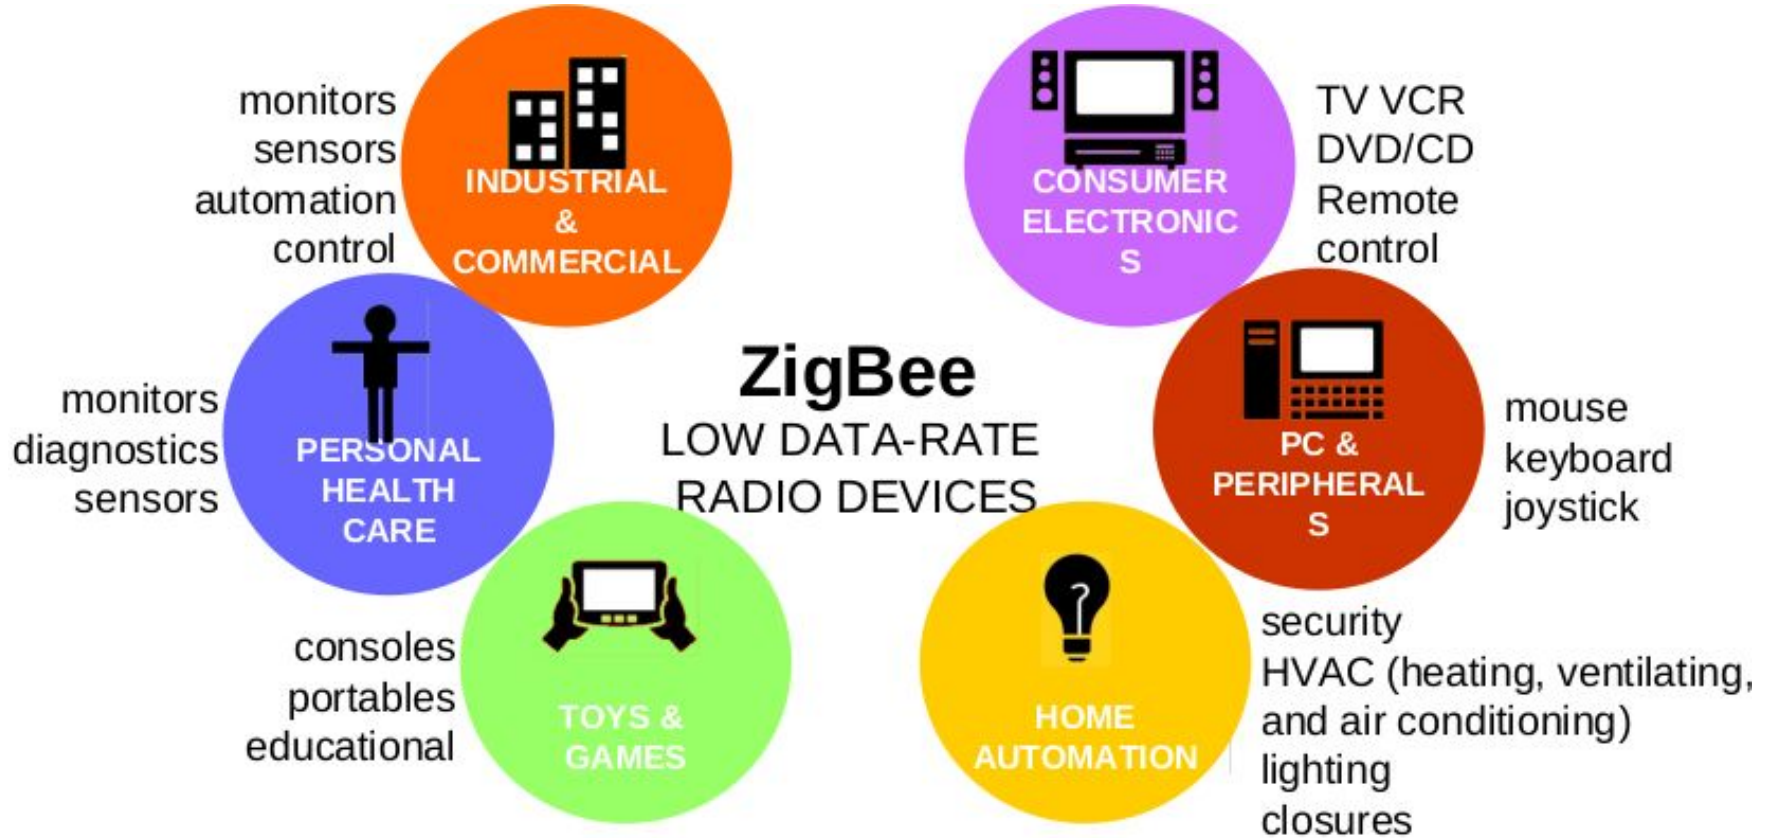 monitors
sensors
automation
control
INDUSTRIAL
&
COMMERCIAL
CONSUMER
ELECTRONIC
S
TV VCR
DVD/CD
Remote
control
monitors
diagnostics
sensors
PERSONAL
HEALTH
CARE
ZigBee
LOW DATA-RATE
RADIO DEVICES
PC &
PERIPHERAL
S
mouse
keyboard
joystick
consoles
portables
educational
TOYS &
GAMES
HOME
AUTOMATION
security
HVAC (heating, ventilating,
and air conditioning)
lighting
closures